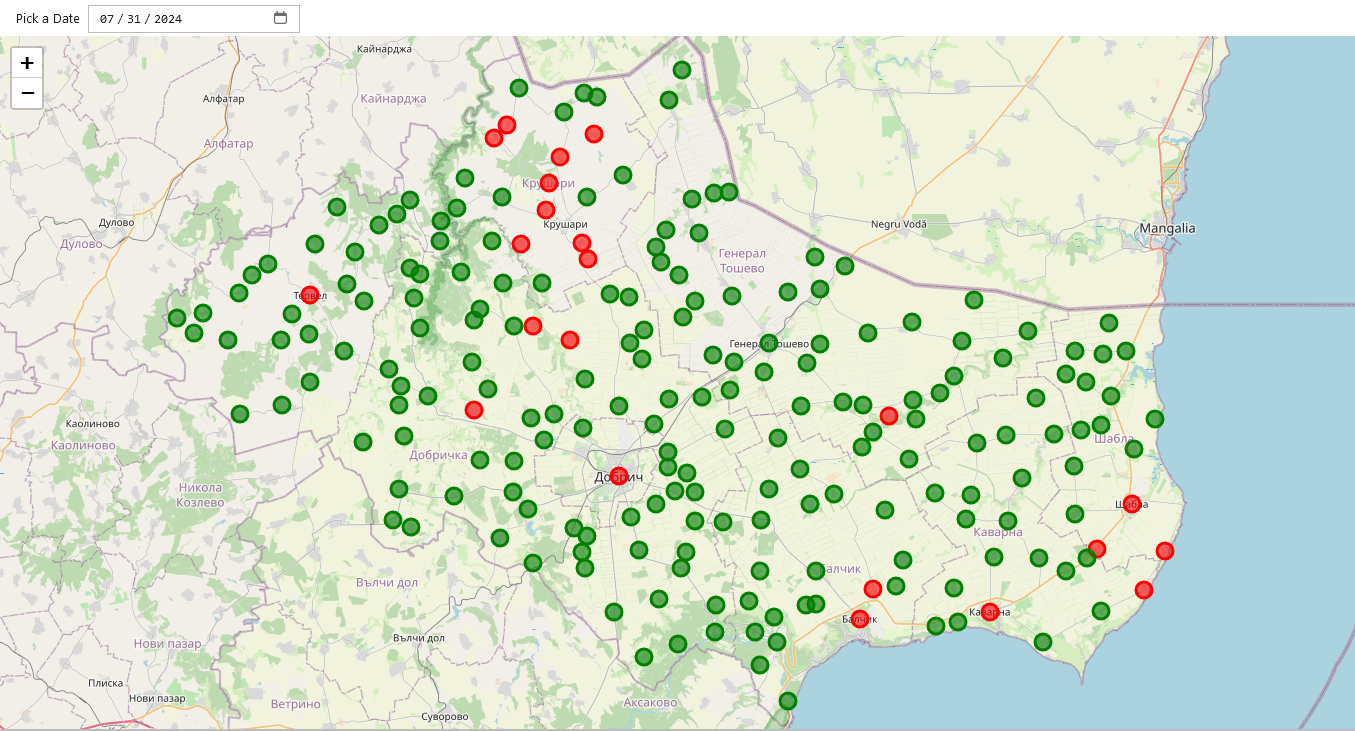 Pick a Date
07 / 31 / 2024
+
−
Кайнарджа
Алфатар
Кайнарджа
Алфатар
Крушари
Дулово
Крушари
Negru Vodă
Mangalia
Дулово
Генерал
Тошево
Тервел
Генерал Тошево
Каолиново
Каолиново
Добричка
Шабла
Добрич
Никола
Козлево
Шабла
Каварна
Балчик
Вълчи дол
Каварна
Балчик
Вълчи дол
Нови пазар
Плиска
Нови пазар
Ветрино
Аксаково
Суворово